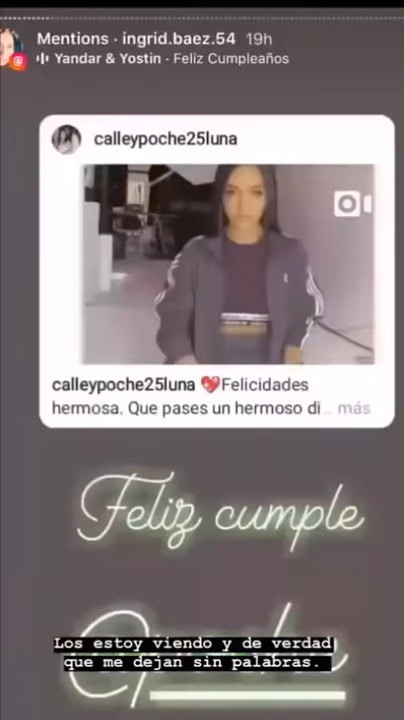 Mentions · ingrid.baez.54 19h
Yandar & Yostin · Feliz Cumpleaños
calleypoche25luna
calleypoche25luna 💖Felicidades
hermosa. Que pases un hermoso di... más
Feliz cumple
Los estoy viendo y de verdad
que me dejan sin palabras.